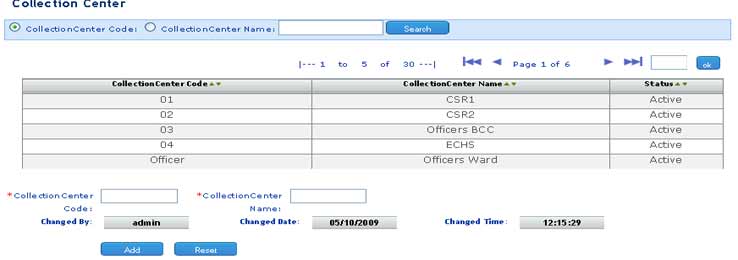 Collection Center
CollectionCenter Code: CollectionCenter Name: Search
|--- 1 to 5 of 30 ---| Page 1 of 6 ok
CollectionCenter Code CollectionCenter Name Status
01 CSR1 Active
02 CSR2 Active
03 Officers BCC Active
04 ECHS Active
Officer Officers Ward Active
*CollectionCenter Code: *CollectionCenter Name:
Changed By: admin Changed Date: 05/10/2009 Changed Time: 12:15:29
Add Reset